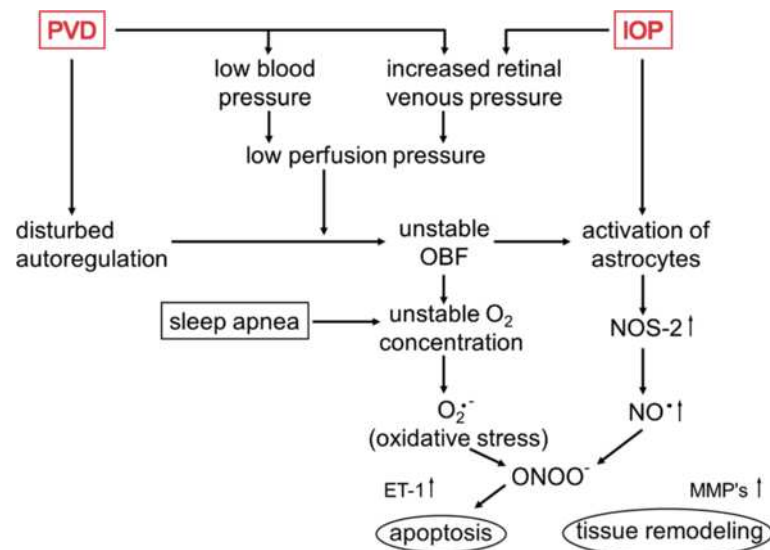 PVD
IOP
low blood
pressure
increased retinal
venous pressure
low perfusion pressure
disturbed
autoregulation
unstable
OBF
activation of
astrocytes
sleep apnea
unstable O₂
concentration
NOS-2↑
O₂•-
(oxidative stress)
NO•↑
ONOO⁻
ET-1↑
MMP's↑
apoptosis
tissue remodeling